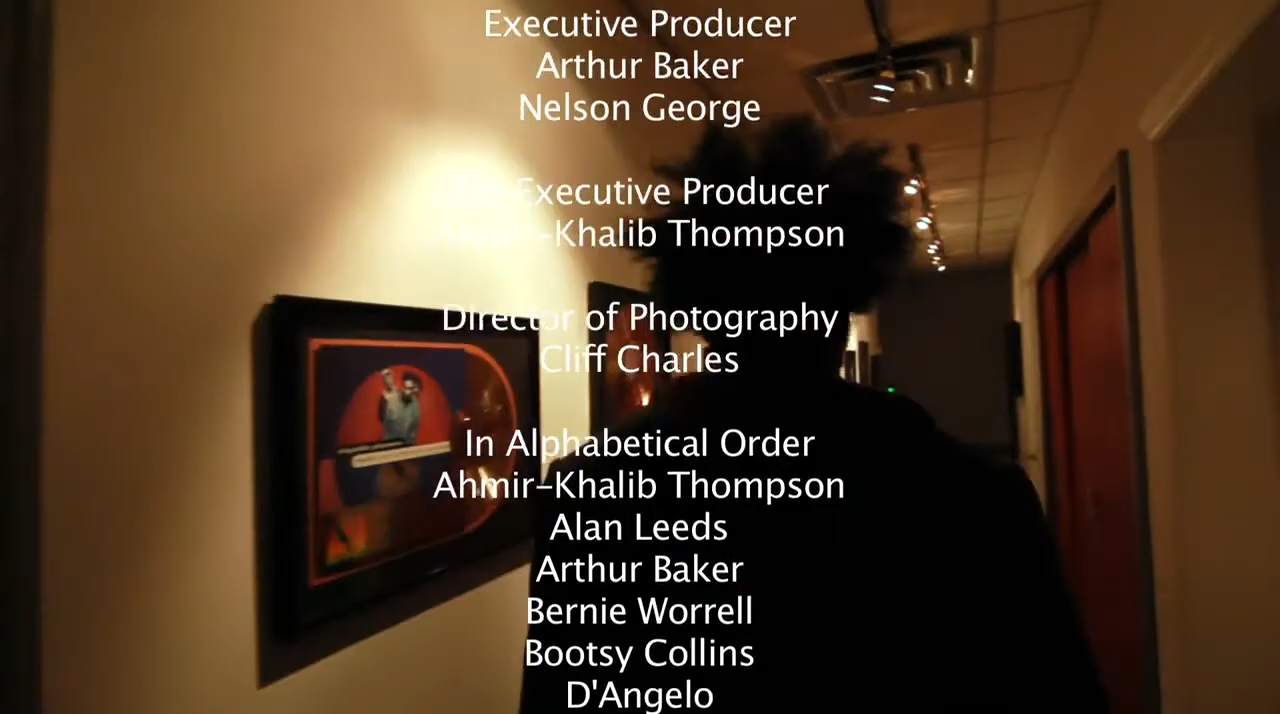 Executive Producer
Arthur Baker
Nelson George
Executive Producer
Ahmir-Khalib Thompson
Director of Photography
Cliff Charles
In Alphabetical Order
Ahmir-Khalib Thompson
Alan Leeds
Arthur Baker
Bernie Worrell
Bootsy Collins
D'Angelo